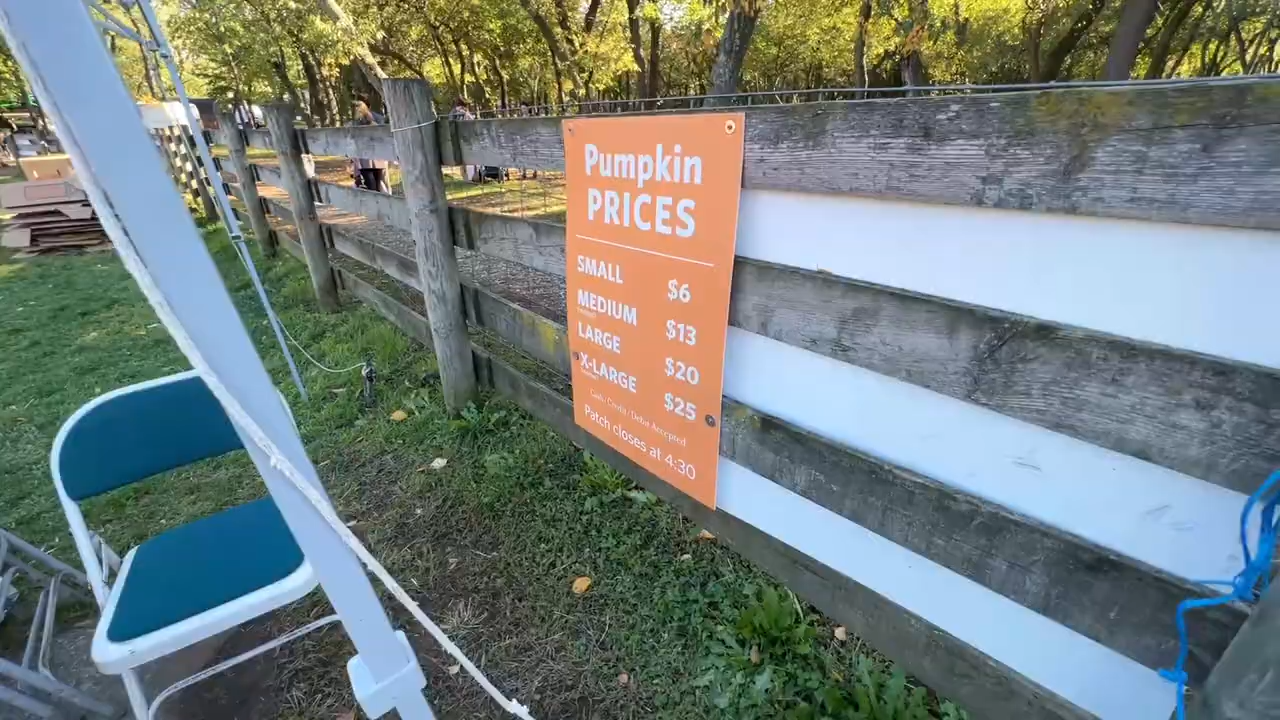 Pumpkin
PRICES
SMALL $6
MEDIUM $13
LARGE $20
X-LARGE $25
Cash/Credit/Debit Accepted
Patch closes at 4:30